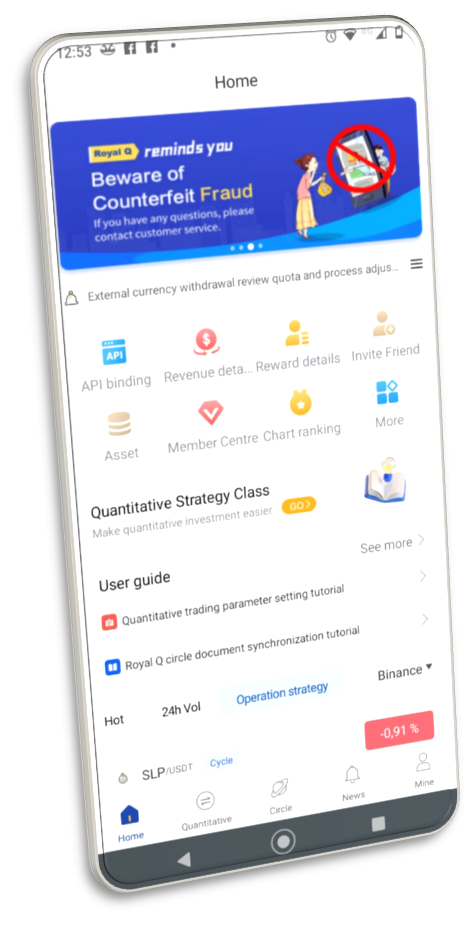 12:53
4G
Home
Royal Q reminds you
Beware of
Counterfeit Fraud
If you have any questions, please
contact customer service.
External currency withdrawal review quota and process adjus...
API
API binding
Revenue deta...
Reward details
Invite Friend
Asset
Member Centre
Chart ranking
More
Quantitative Strategy Class
Make quantitative investment easier GO
See more
User guide
Quantitative trading parameter setting tutorial
Royal Q circle document synchronization tutorial
Hot 24h Vol Operation strategy Binance
SLP/USDT Cycle -0,91 %
Home Quantitative Circle News Mine